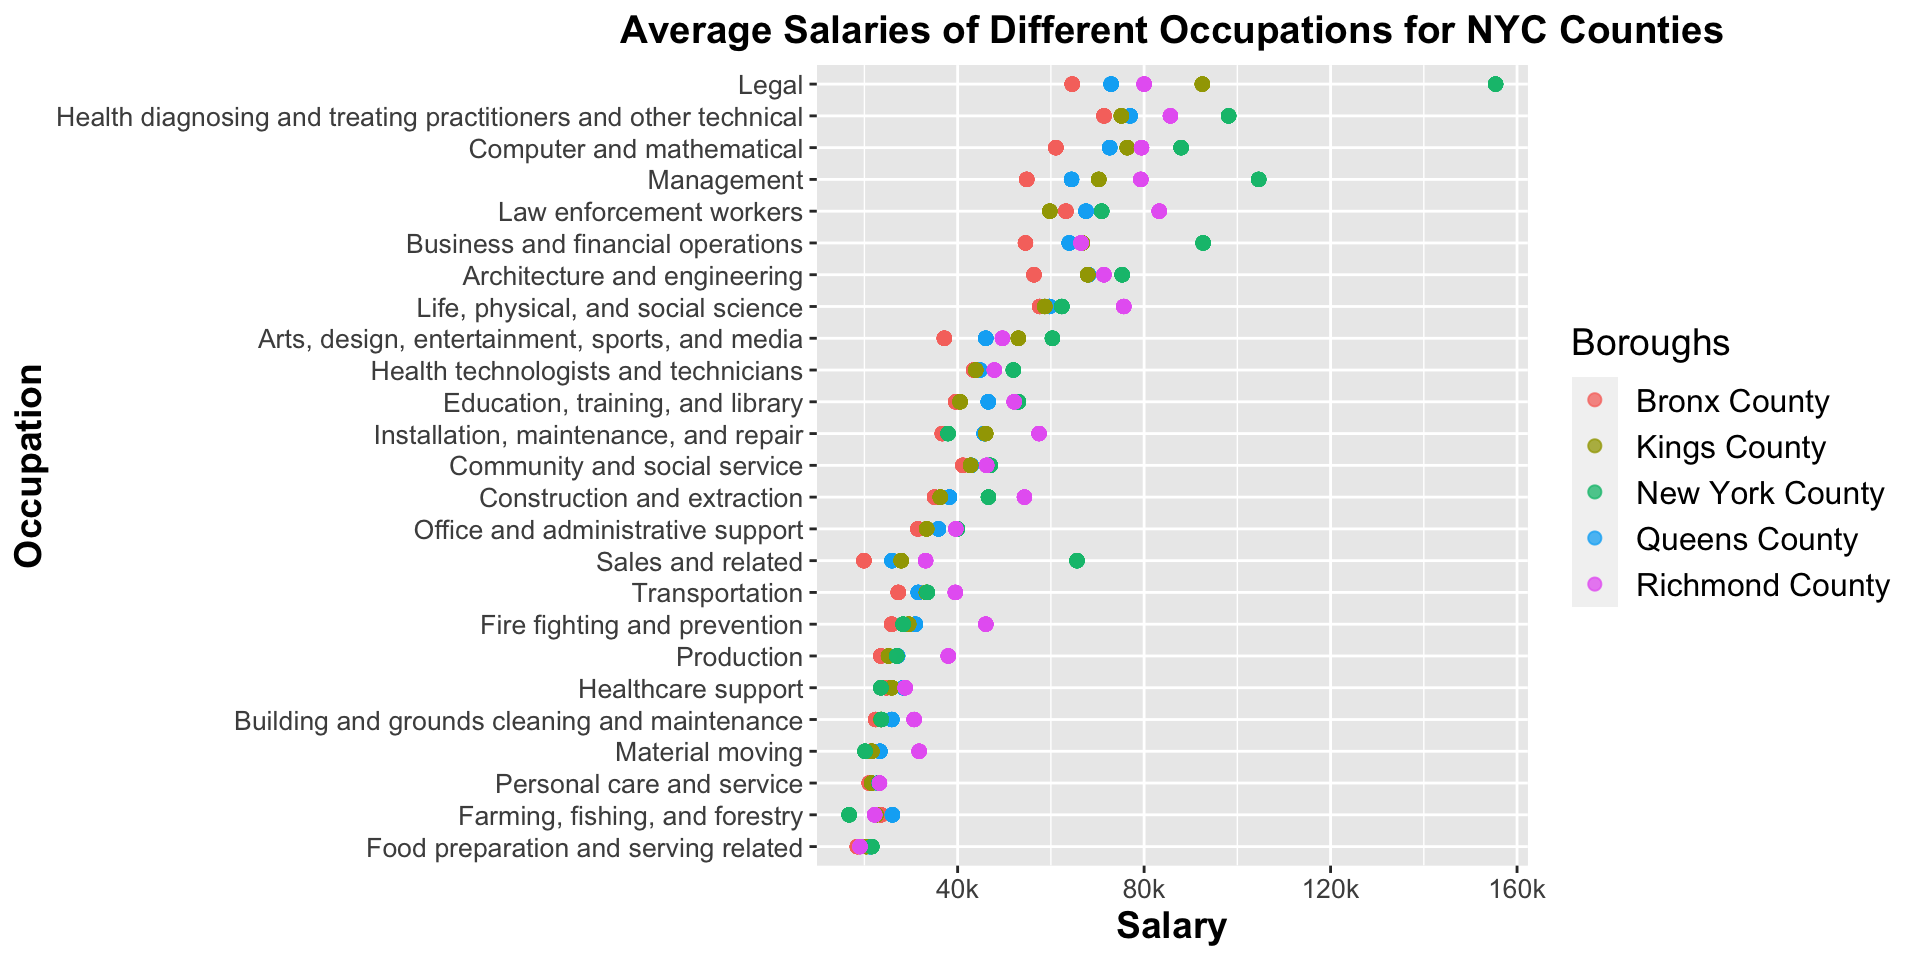 Average Salaries of Different Occupations for NYC Counties
Occupation
Legal
Health diagnosing and treating practitioners and other technical
Computer and mathematical
Management
Law enforcement workers
Business and financial operations
Architecture and engineering
Life, physical, and social science
Arts, design, entertainment, sports, and media
Health technologists and technicians
Education, training, and library
Installation, maintenance, and repair
Community and social service
Construction and extraction
Office and administrative support
Sales and related
Transportation
Fire fighting and prevention
Production
Healthcare support
Building and grounds cleaning and maintenance
Material moving
Personal care and service
Farming, fishing, and forestry
Food preparation and serving related
40k
80k
120k
160k
Salary
Boroughs
Bronx County
Kings County
New York County
Queens County
Richmond County